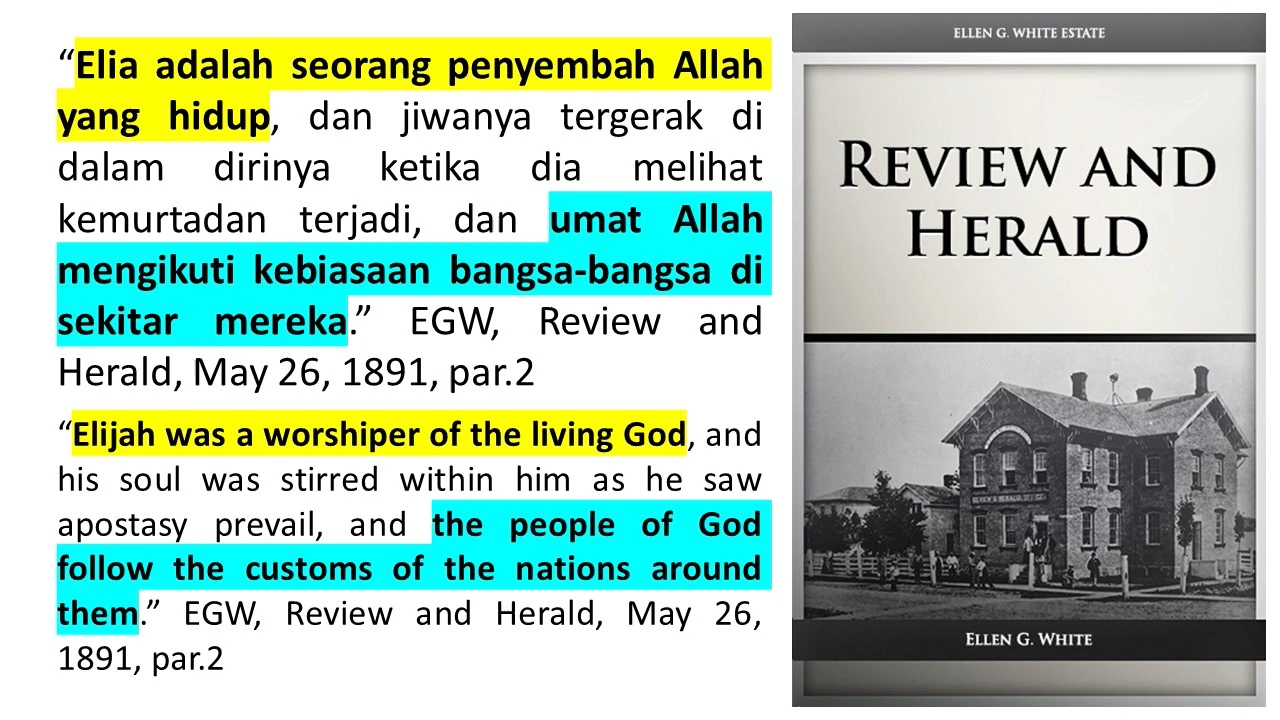 “Elia adalah seorang penyembah Allah
yang hidup, dan jiwanya tergerak di
dalam dirinya ketika dia melihat
kemurtadan terjadi, dan umat Allah
mengikuti kebiasaan bangsa-bangsa di
sekitar mereka.” EGW, Review and
Herald, May 26, 1891, par.2
“Elijah was a worshiper of the living God, and
his soul was stirred within him as he saw
apostasy prevail, and the people of God
follow the customs of the nations around
them.” EGW, Review and Herald, May 26,
1891, par.2
ELLEN G. WHITE ESTATE
REVIEW AND
HERALD
REVIEW & HERALD OFFICE
ELLEN G. WHITE